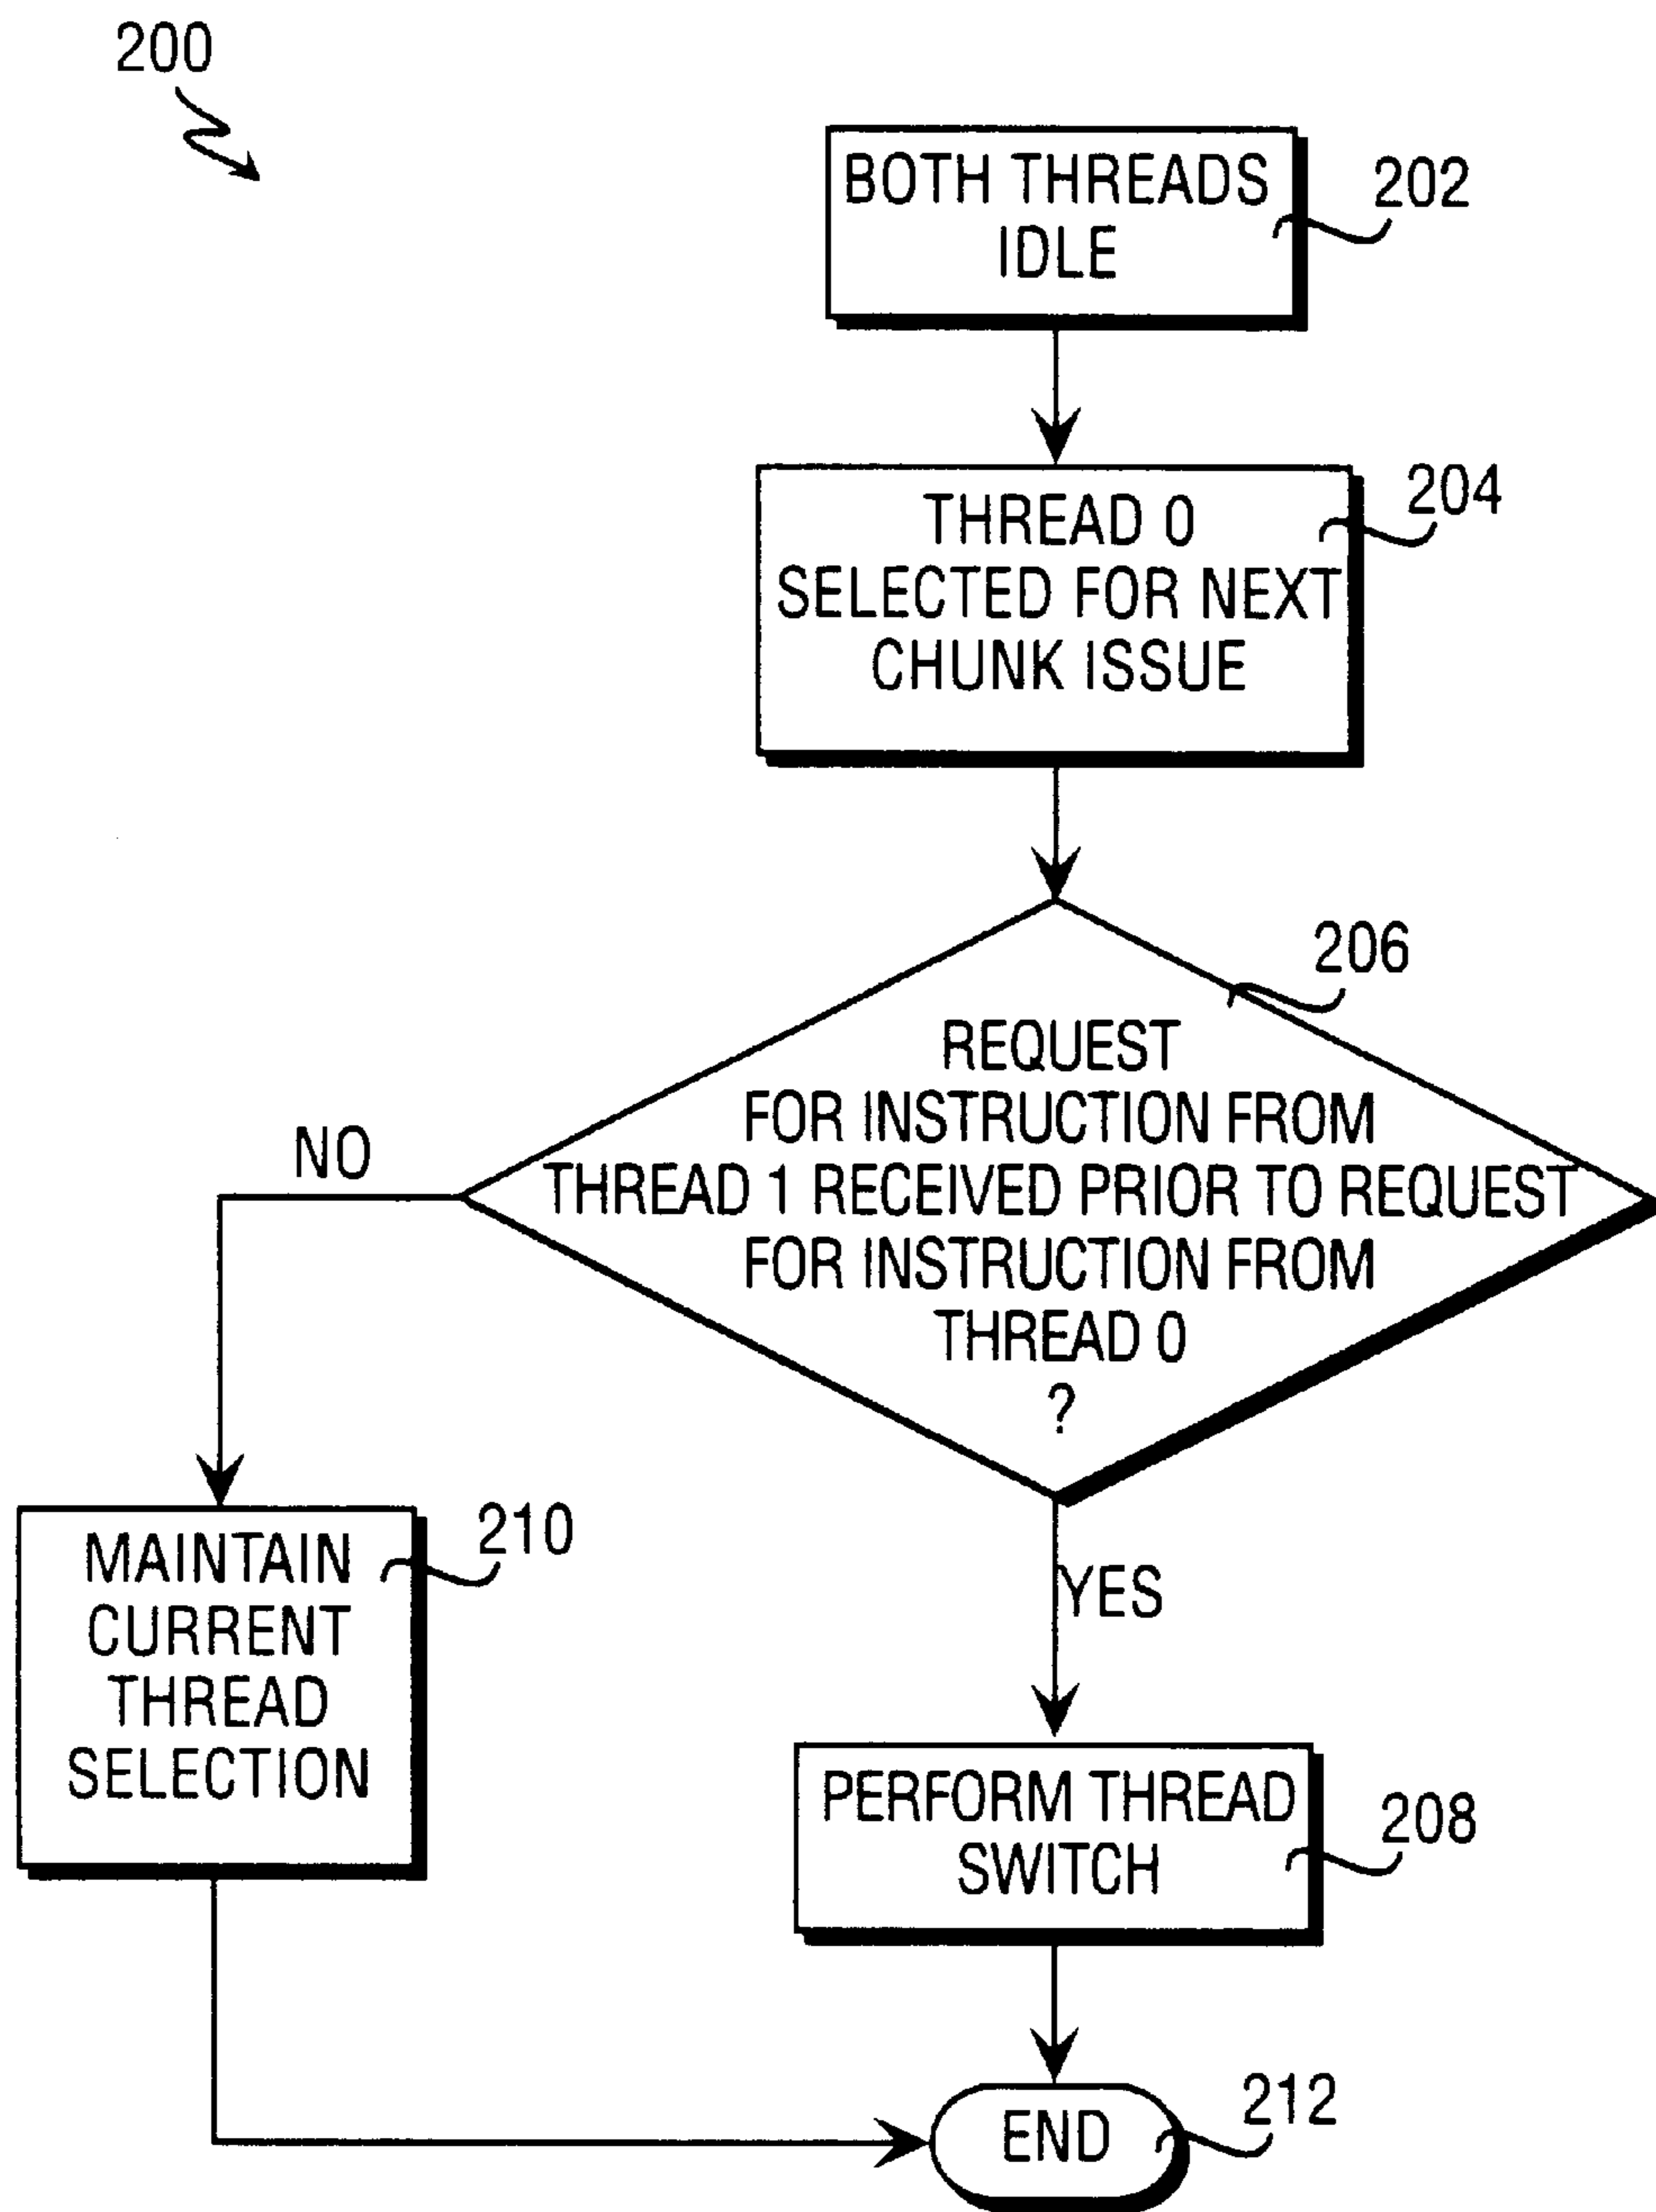 200
BOTH THREADS
IDLE
202
THREAD 0
SELECTED FOR NEXT
CHUNK ISSUE
204
206
REQUEST
FOR INSTRUCTION FROM
THREAD 1 RECEIVED PRIOR TO REQUEST
FOR INSTRUCTION FROM
THREAD 0
?
NO
YES
MAINTAIN
CURRENT
THREAD
SELECTION
210
PERFORM THREAD
SWITCH
208
END
212